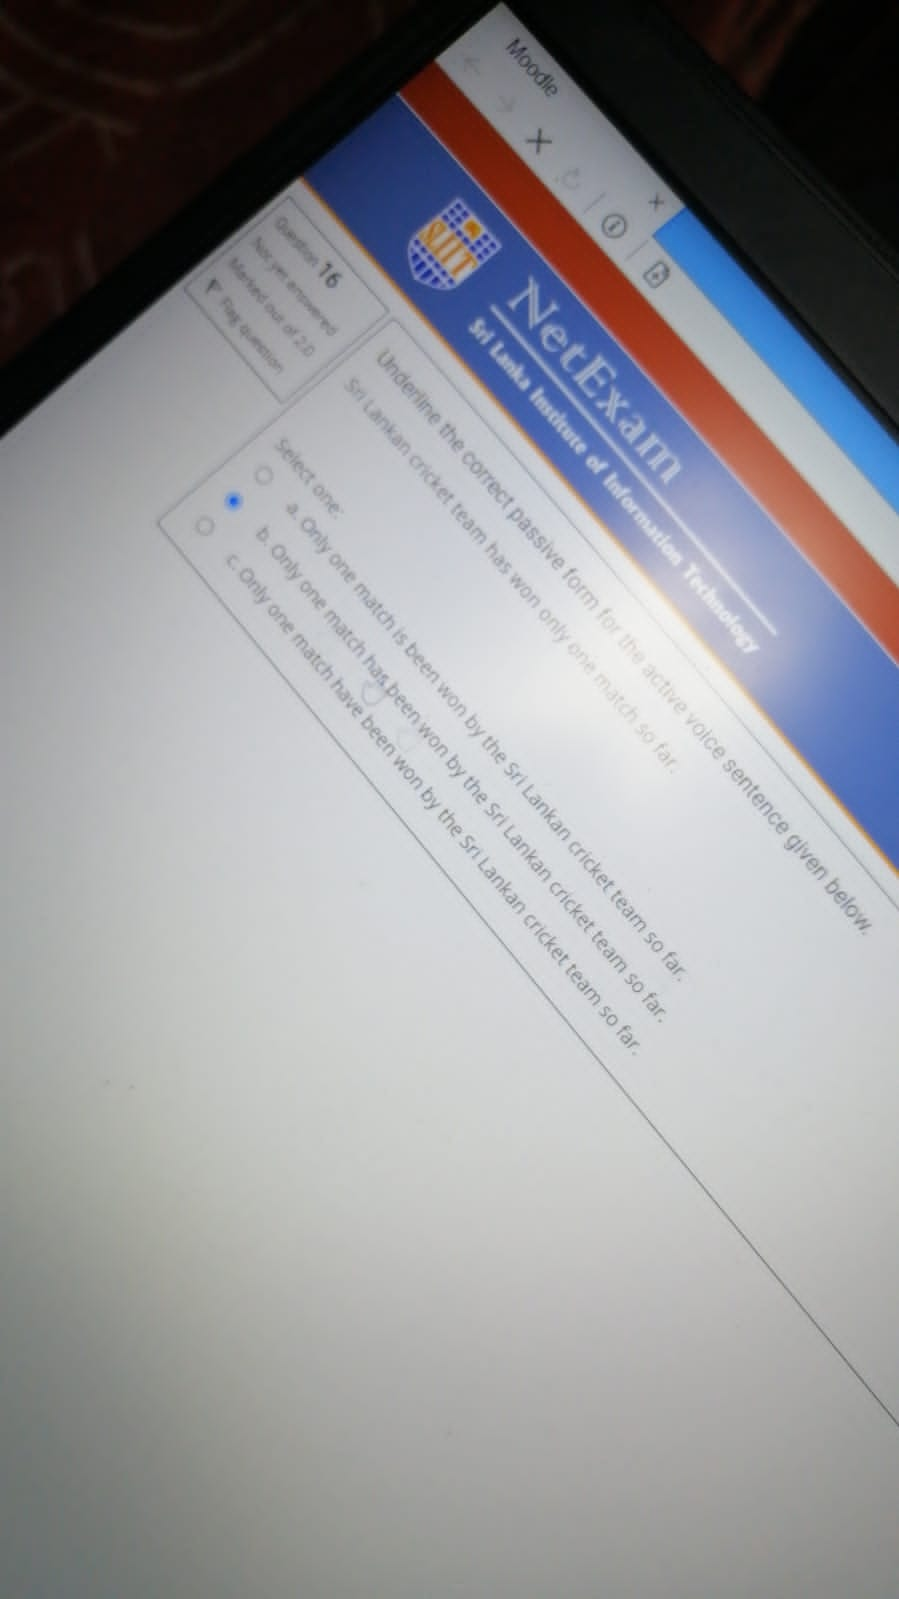 Moodle
SLIIT
NetExam
Sri Lanka Institute of Information Technology
Question 16
Not yet answered
Marked out of 2.0
Flag question
Underline the correct passive form for the active voice sentence given below.
Sri Lankan cricket team has won only one match so far.
Select one:
a. Only one match is been won by the Sri Lankan cricket team so far.
b. Only one match has been won by the Sri Lankan cricket team so far.
c. Only one match have been won by the Sri Lankan cricket team so far.